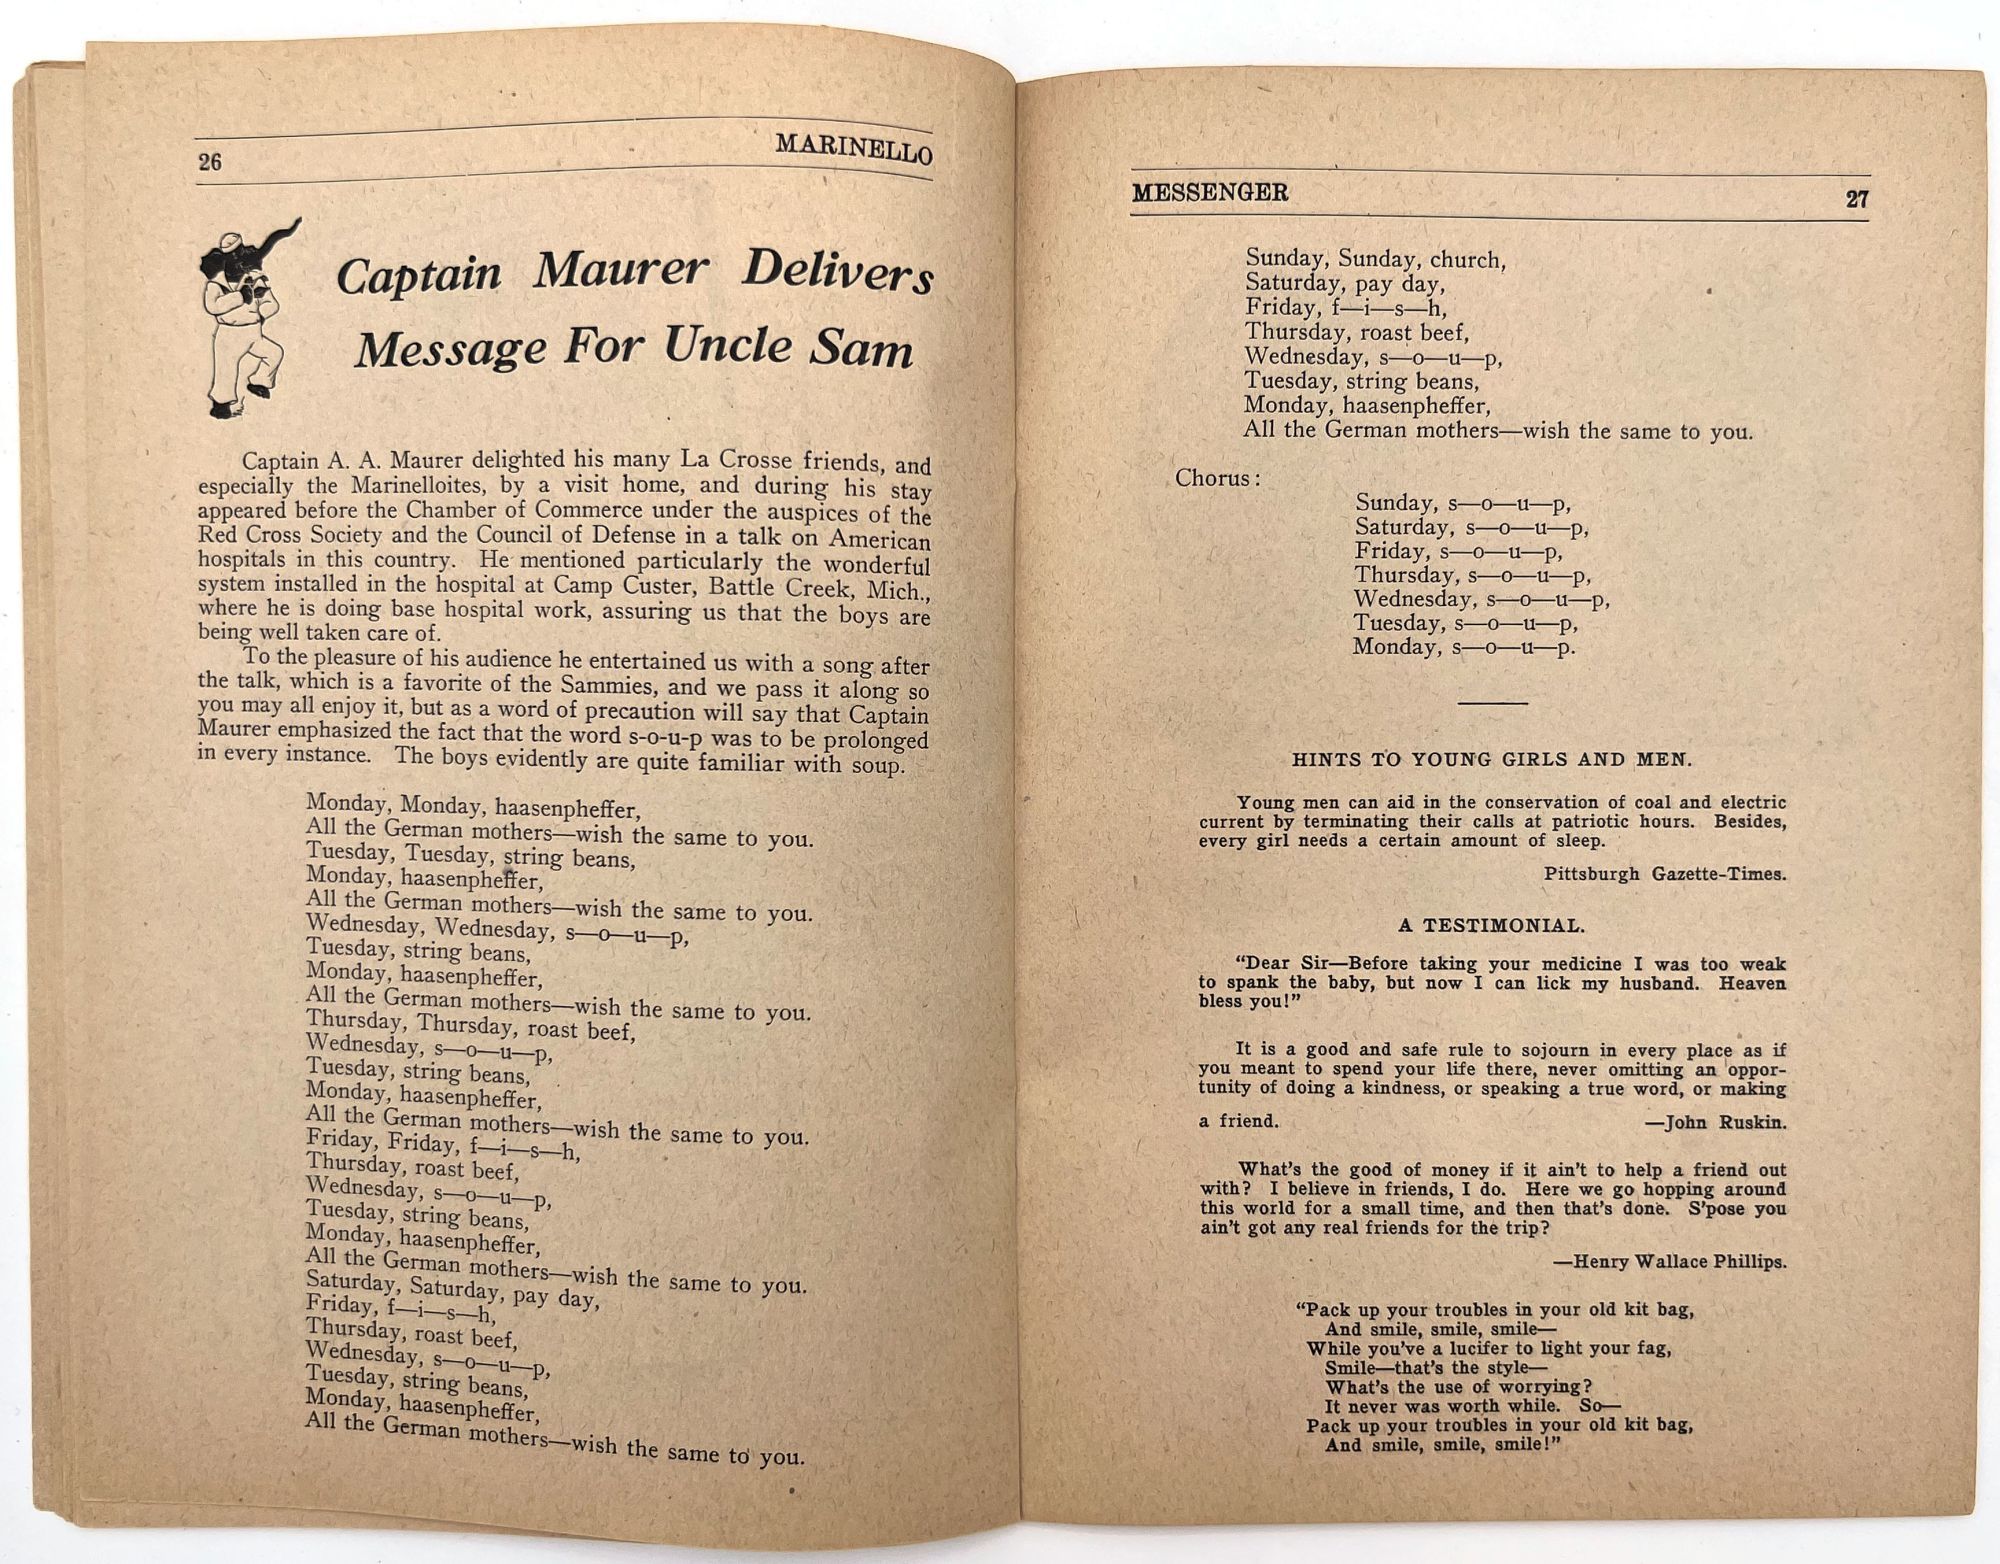 26
MARINELLO
Captain Maurer Delivers
Message For Uncle Sam
Captain A. A. Maurer delighted his many La Crosse friends, and
especially the Marinelloites, by a visit home, and during his stay
appeared before the Chamber of Commerce under the auspices of the
Red Cross Society and the Council of Defense in a talk on American
hospitals in this country. He mentioned particularly the wonderful
system installed in the hospital at Camp Custer, Battle Creek, Mich.,
where he is doing base hospital work, assuring us that the boys are
being well taken care of.
To the pleasure of his audience he entertained us with a song after
the talk, which is a favorite of the Sammies, and we pass it along so
you may all enjoy it, but as a word of precaution will say that Captain
Maurer emphasized the fact that the word s-o-u-p was to be prolonged
in every instance. The boys evidently are quite familiar with soup.
Monday, Monday, haasenpheffer,
All the German mothers—wish the same to you.
Tuesday, Tuesday, string beans,
Monday, haasenpheffer,
All the German mothers—wish the same to you.
Wednesday, Wednesday, s—o—u—p,
Tuesday, string beans,
Monday, haasenpheffer,
All the German mothers—wish the same to you.
Thursday, Thursday, roast beef,
Wednesday, s—o—u—p,
Tuesday, string beans,
Monday, haasenpheffer,
All the German mothers—wish the same to you.
Friday, Friday, f—i—s—h,
Thursday, roast beef,
Wednesday, s—o—u—p,
Tuesday, string beans,
Monday, haasenpheffer,
All the German mothers—wish the same to you.
Saturday, Saturday, pay day,
Friday, f—i—s—h,
Thursday, roast beef,
Wednesday, s—o—u—p,
Tuesday, string beans,
Monday, haasenpheffer,
All the German mothers—wish the same to you.
MESSENGER
27
Sunday, Sunday, church,
Saturday, pay day,
Friday, f—i—s—h,
Thursday, roast beef,
Wednesday, s—o—u—p,
Tuesday, string beans,
Monday, haasenpheffer,
All the German mothers—wish the same to you.
Chorus:
Sunday, s—o—u—p,
Saturday, s—o—u—p,
Friday, s—o—u—p,
Thursday, s—o—u—p,
Wednesday, s—o—u—p,
Tuesday, s—o—u—p,
Monday, s—o—u—p.
HINTS TO YOUNG GIRLS AND MEN.
Young men can aid in the conservation of coal and electric
current by terminating their calls at patriotic hours. Besides,
every girl needs a certain amount of sleep.
Pittsburgh Gazette-Times.
A TESTIMONIAL.
“Dear Sir—Before taking your medicine I was too weak
to spank the baby, but now I can lick my husband. Heaven
bless you!”
It is a good and safe rule to sojourn in every place as if
you meant to spend your life there, never omitting an oppor-
tunity of doing a kindness, or speaking a true word, or making
a friend. —John Ruskin.
What's the good of money if it ain't to help a friend out
with? I believe in friends, I do. Here we go hopping around
this world for a small time, and then that's done. S'pose you
ain't got any real friends for the trip?
—Henry Wallace Phillips.
“Pack up your troubles in your old kit bag,
And smile, smile, smile—
While you've a lucifer to light your fag,
Smile—that's the style—
What's the use of worrying?
It never was worth while. So—
Pack up your troubles in your old kit bag,
And smile, smile, smile!”